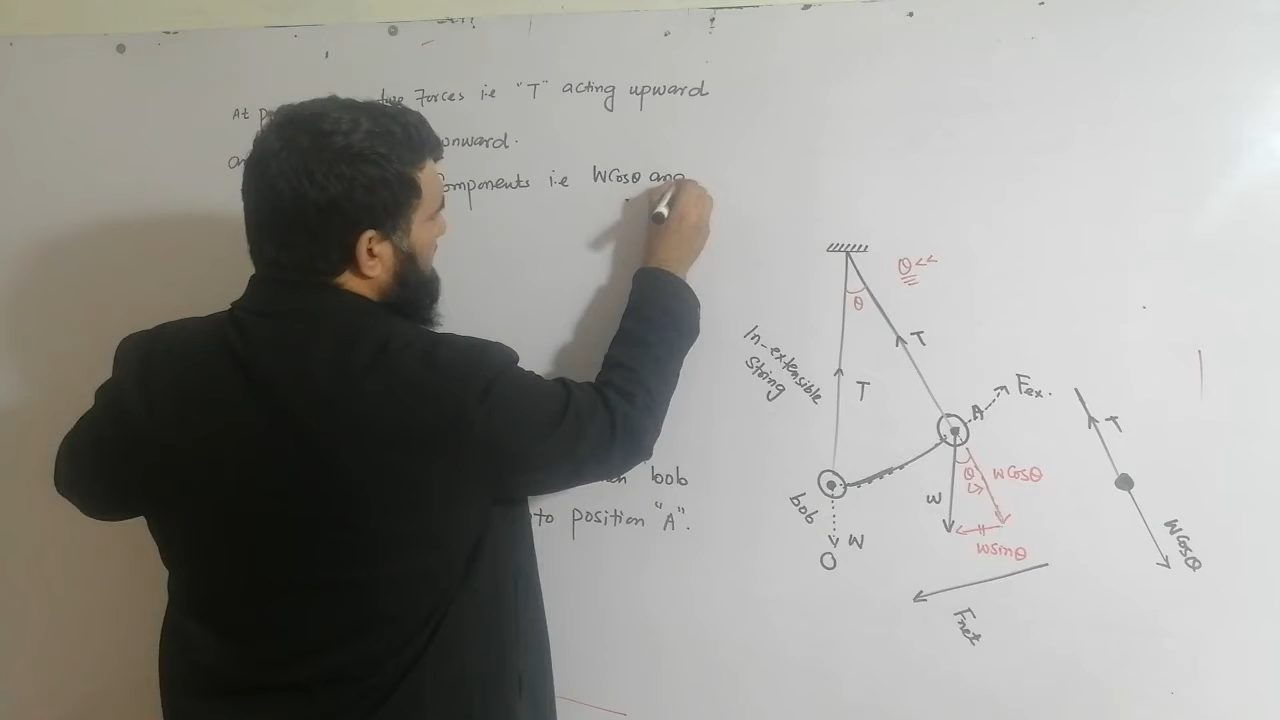 At two Forces i.e "T" acting upward
downward.
Components i.e WCosθ and
bob
to position "A".
θ <<
θ
T
In-extensible
String
T
Fex.
A
T
θ
WCosθ
W
bob
W
O
WSinθ
WCosθ
Fnet